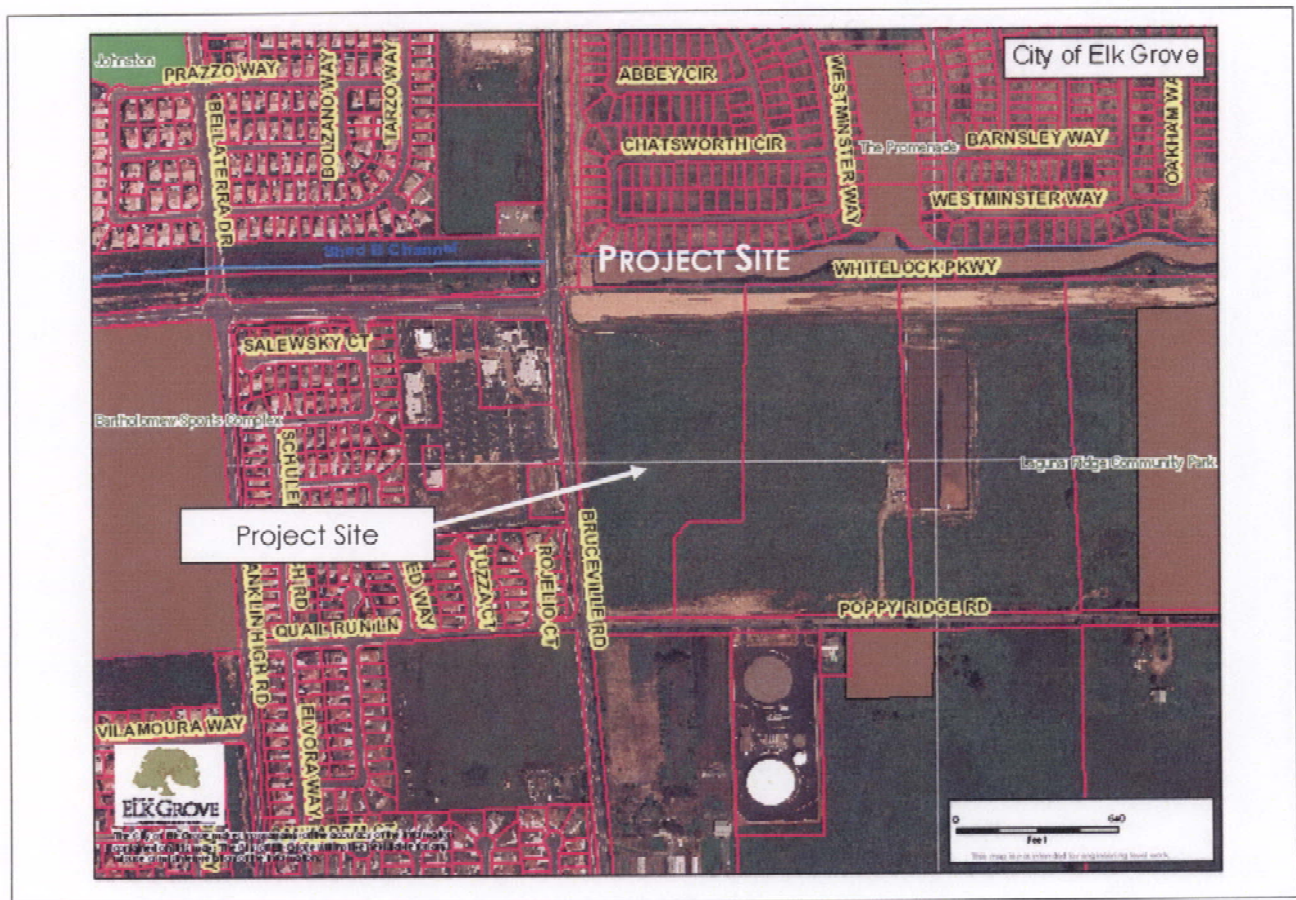 City of Elk Grove
Johnston
PRAZZO WAY
BELLATERRA DR
BOLZANO WAY
TARZO WAY
ABBEY CIR
CHATSWORTH CIR
WESTMINSTER WAY
The Promenade
BARNSLEY WAY
OAKHAM WA
WESTMINSTER WAY
Shed B Channel
PROJECT SITE
WHITELOCK PKWY
SALEWSKY CT
Bartholomew Sports Complex
Laguna Ridge Community Park
Project Site
BRUCEVILLE RD
ROJELIO CT
TUZZA CT
ED WAY
QUAIL RUN LN
ANKLIN HIGH RD
POPPY RIDGE RD
VILAMOURA WAY
ELVORA WAY
ELK GROVE
0 640
Feet
This map is not intended for engineering level work.